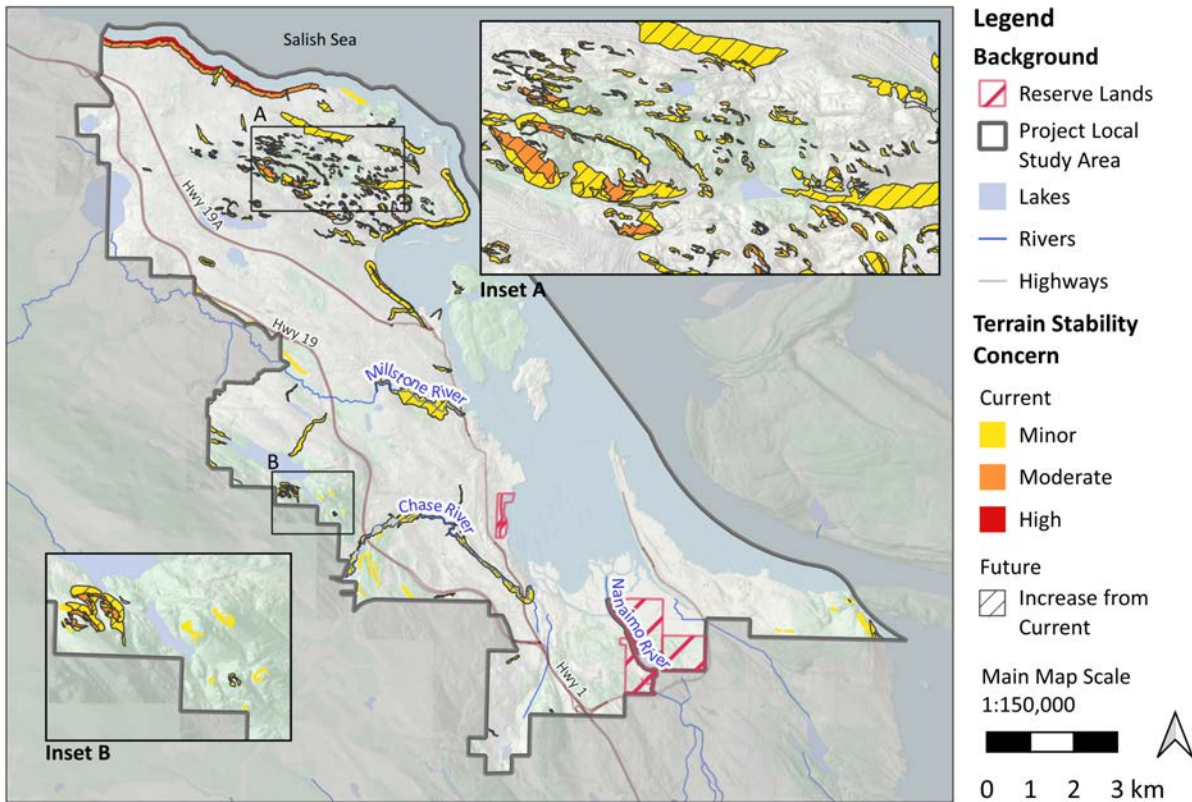 Salish Sea
A
Hwy 19A
Inset A
Hwy 19
Millstone River
B
Chase River
Nanaimo River
Hwy 1
Inset B
Legend
Background
Reserve Lands
Project Local
Study Area
Lakes
Rivers
Highways
Terrain Stability
Concern
Current
Minor
Moderate
High
Future
Increase from
Current
Main Map Scale
1:150,000
0 1 2 3 km